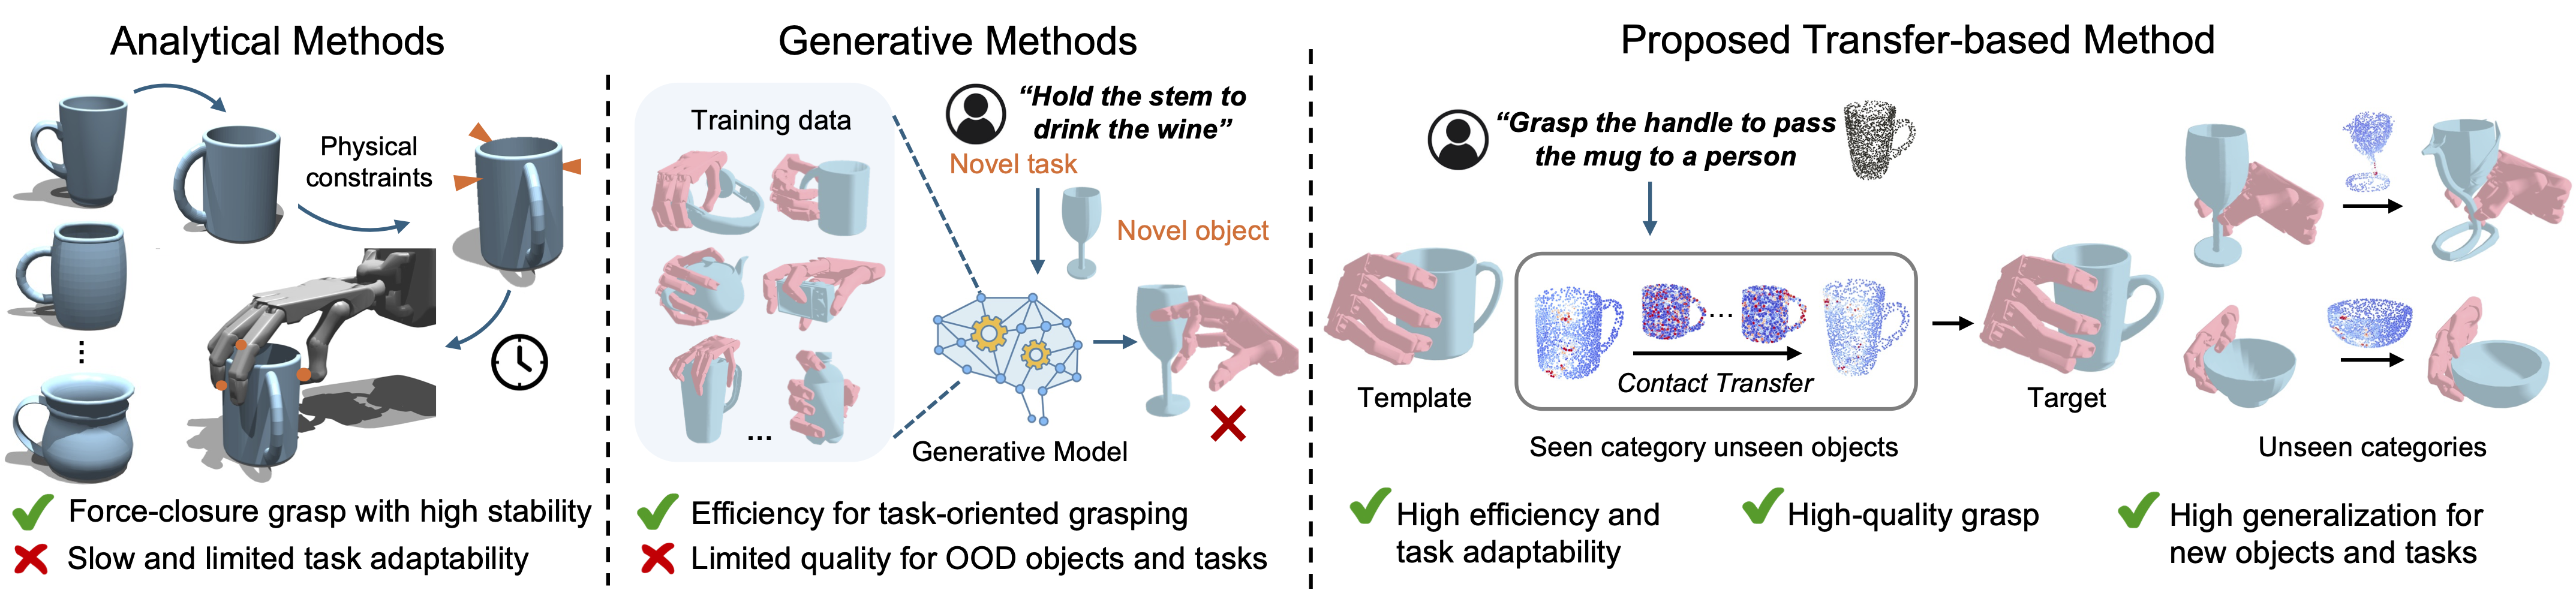 Analytical Methods
Physical
constraints
⋮
Force-closure grasp with high stability
Slow and limited task adaptability
Generative Methods
Training data
...
“Hold the stem to
drink the wine”
Novel task
Novel object
Generative Model
Efficiency for task-oriented grasping
Limited quality for OOD objects and tasks
Proposed Transfer-based Method
“Grasp the handle to pass
the mug to a person
Template
...
Contact Transfer
Target
Seen category unseen objects
Unseen categories
High efficiency and
task adaptability
High-quality grasp
High generalization for
new objects and tasks